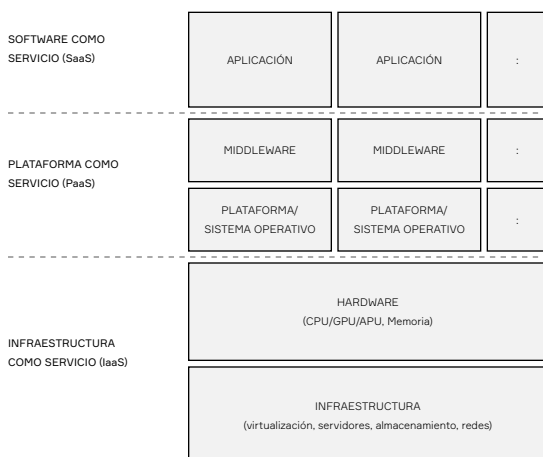 SOFTWARE COMO
SERVICIO (SaaS)
APLICACIÓN
APLICACIÓN
:
PLATAFORMA COMO
SERVICIO (PaaS)
MIDDLEWARE
MIDDLEWARE
:
PLATAFORMA/
SISTEMA OPERATIVO
PLATAFORMA/
SISTEMA OPERATIVO
:
INFRAESTRUCTURA
COMO SERVICIO (IaaS)
HARDWARE
(CPU/GPU/APU, Memoria)
INFRAESTRUCTURA
(virtualización, servidores, almacenamiento, redes)